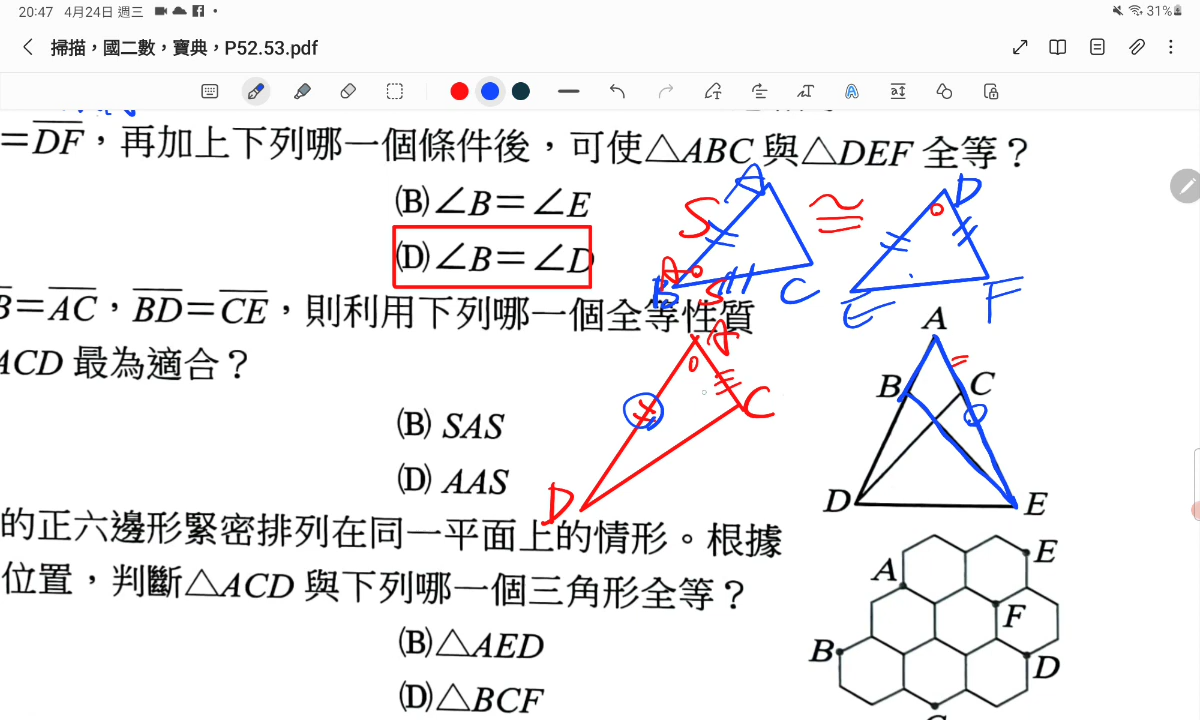 20:47 4月24日 週三 31%
掃描，國二數，寶典，P52.53.pdf
=DF，再加上下列哪一個條件後，可使△ABC與△DEF全等？
(B)∠B=∠E
(D)∠B=∠D
A
S
≅
D
A
B
S
C
E
F
B=AC，BD=CE，則利用下列哪一個全等性質
ACD 最為適合？
(B) SAS
(D) AAS
A
C
D
A
B
C
D
E
的正六邊形緊密排列在同一平面上的情形。根據
位置，判斷△ACD與下列哪一個三角形全等？
(B)△AED
(D)△BCF
E
A
F
B
D